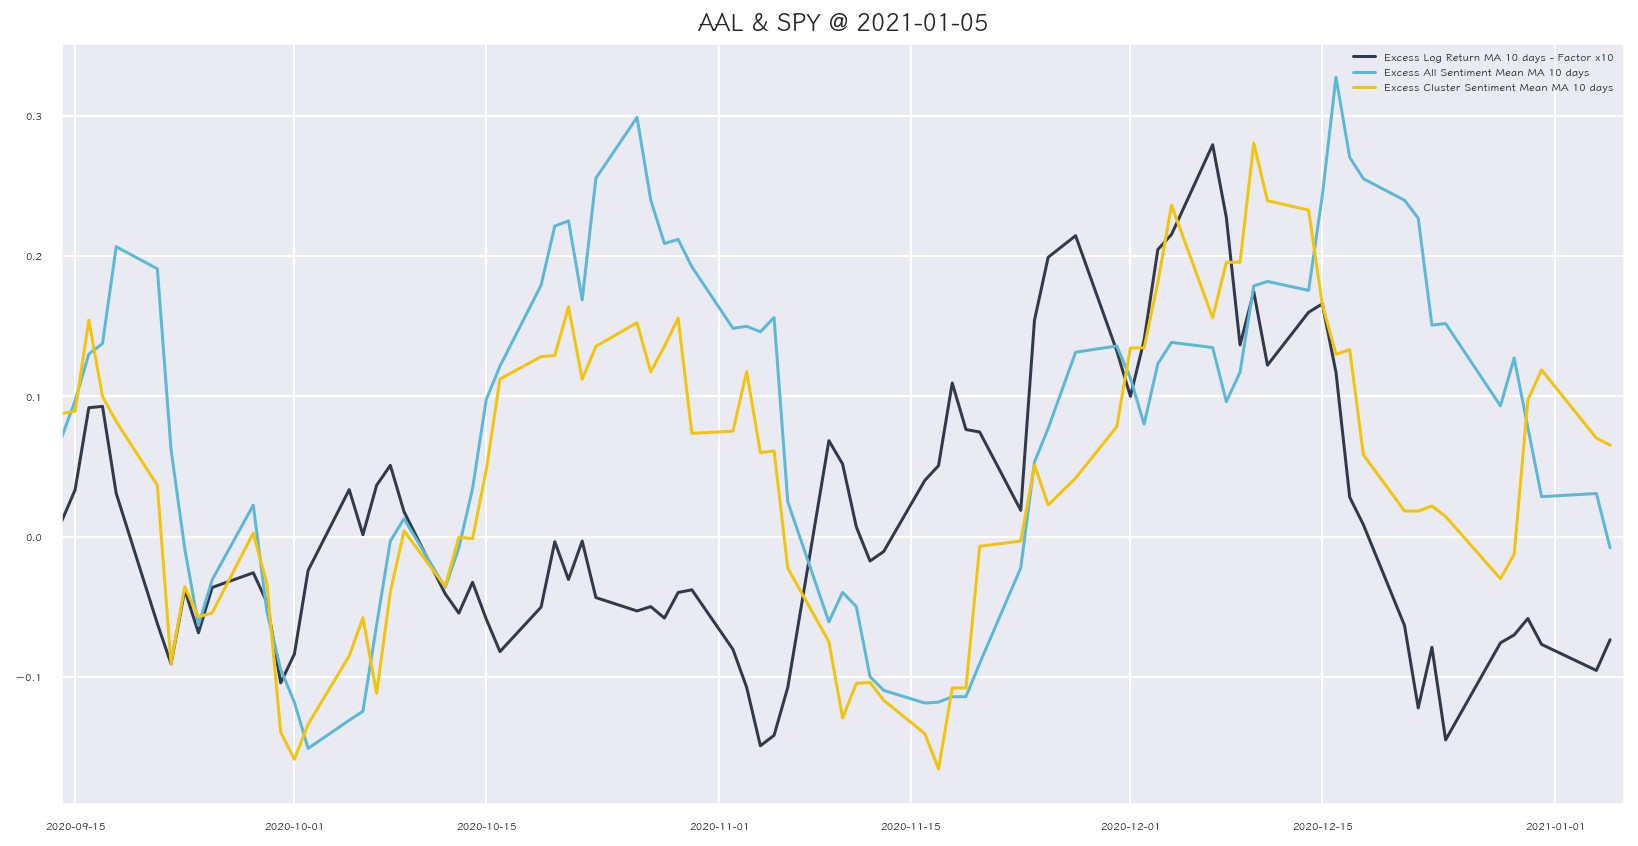 AAL & SPY @ 2021-01-05
Excess Log Return MA 10 days - Factor x10
Excess All Sentiment Mean MA 10 days
Excess Cluster Sentiment Mean MA 10 days
0.3
0.2
0.1
0.0
−0.1
2020-09-15 2020-10-01 2020-10-15 2020-11-01 2020-11-15 2020-12-01 2020-12-15 2021-01-01